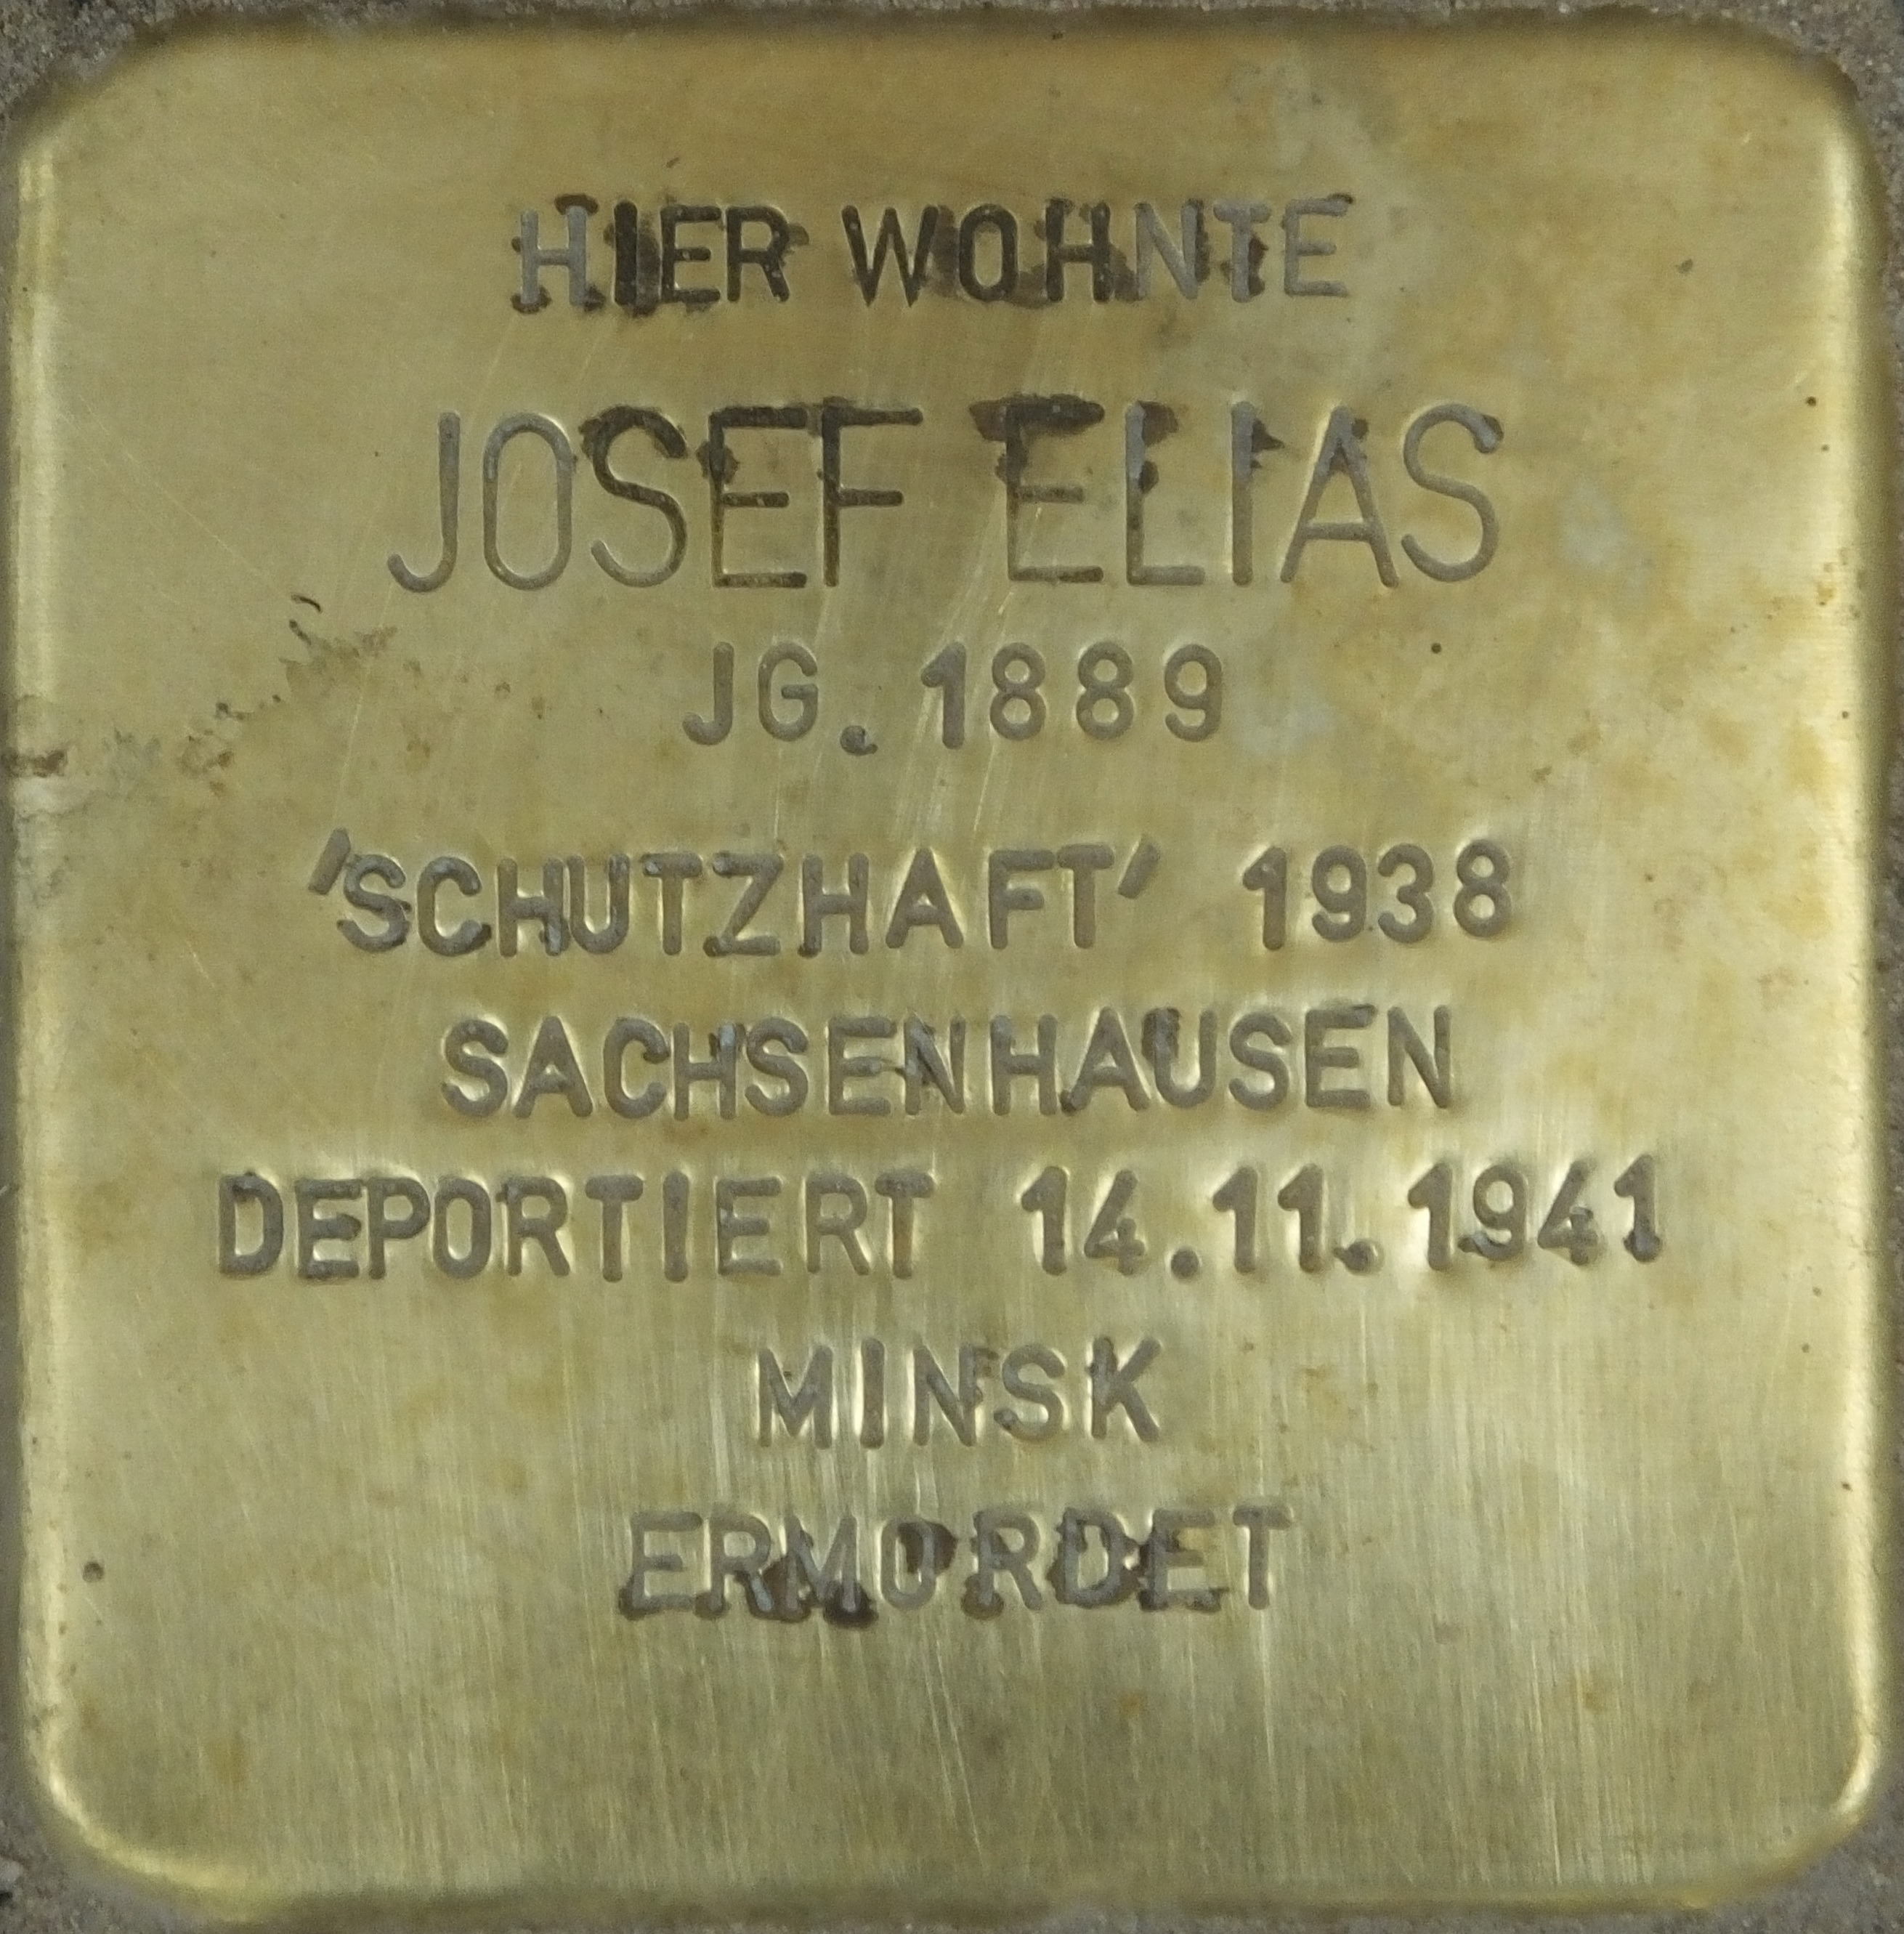 HIER WOHNTE
JOSEF ELIAS
JG. 1889
'SCHUTZHAFT' 1938
SACHSENHAUSEN
DEPORTIERT 14.11.1941
MINSK
ERMORDET